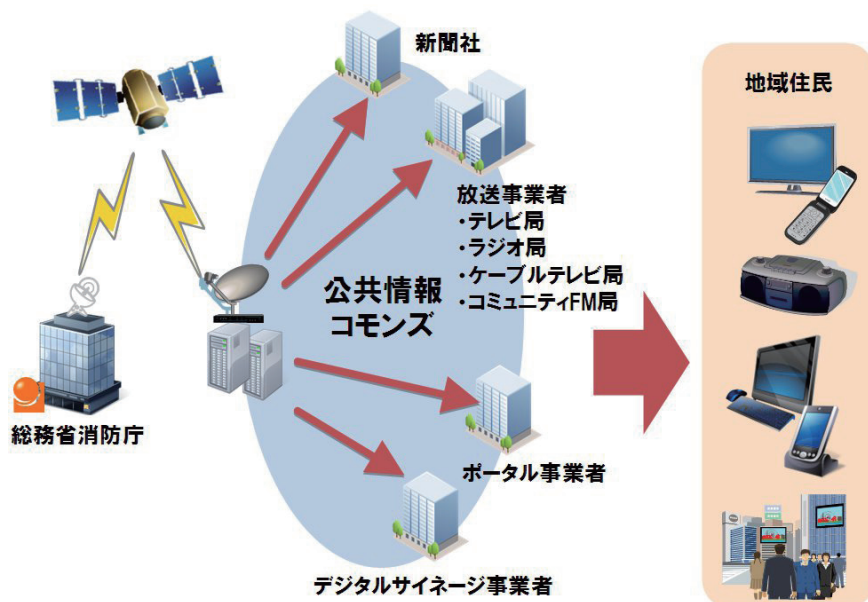 新聞社
地域住民
放送事業者
・テレビ局
・ラジオ局
・ケーブルテレビ局
・コミュニティFM局
公共情報
コモンズ
総務省消防庁
ポータル事業者
デジタルサイネージ事業者